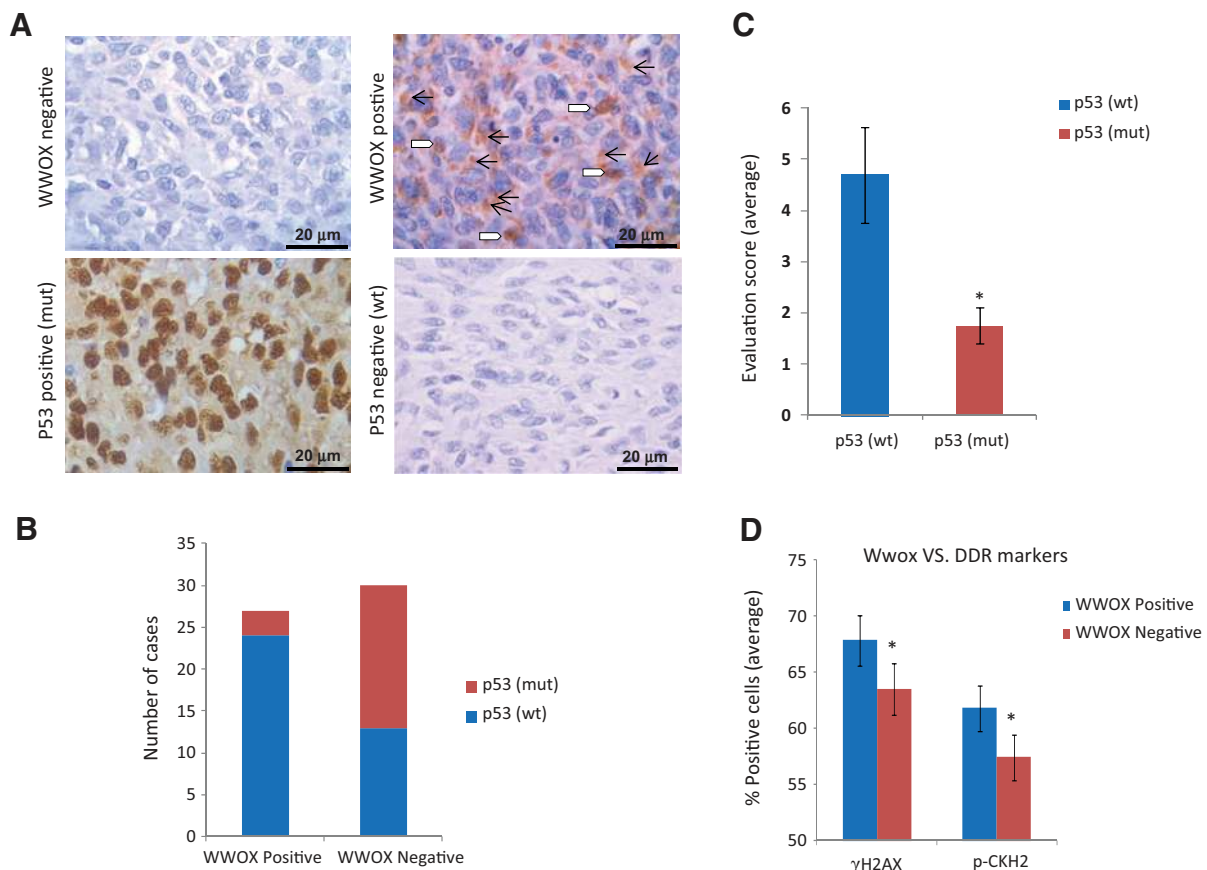 A
WWOX negative
20 µm
WWOX postive
20 µm
P53 positive (mut)
20 µm
P53 negative (wt)
20 µm
B
Number of cases
35
30
25
20
15
10
5
0
WWOX Positive
WWOX Negative
p53 (mut)
p53 (wt)
C
Evaluation score (average)
6
5
4
3
2
1
0
*
p53 (wt)
p53 (mut)
p53 (wt)
p53 (mut)
D
Wwox VS. DDR markers
% Positive cells (average)
75
70
65
60
55
50
*
*
γH2AX
p-CKH2
WWOX Positive
WWOX Negative